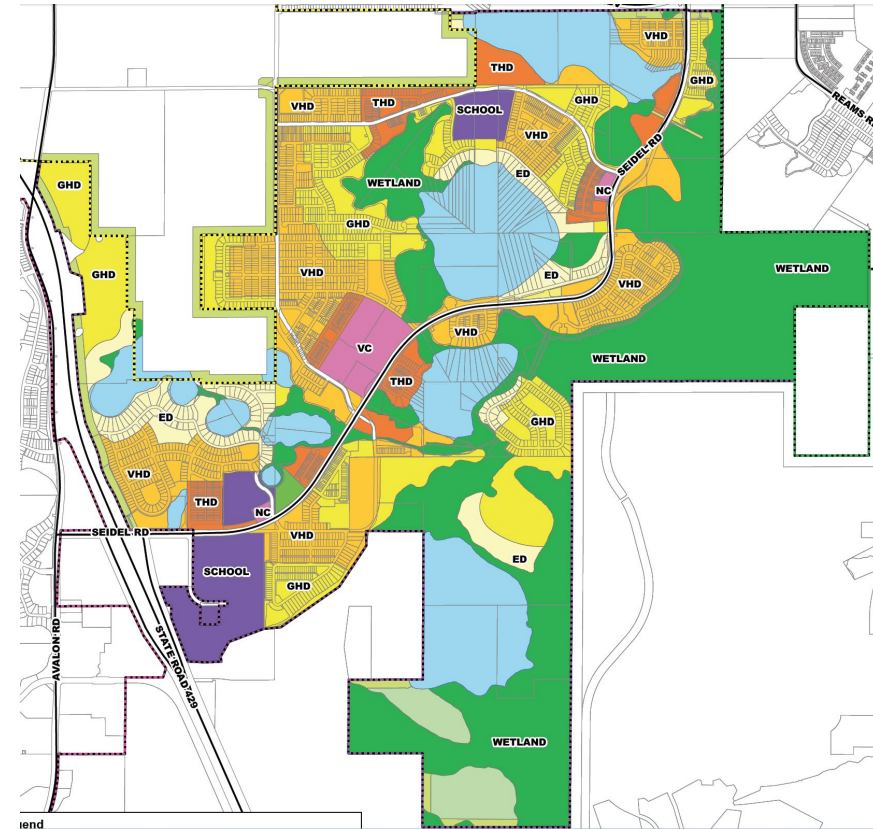 VHD
THD
GHD
REAMS R
VHD
THD
SCHOOL
GHD
VHD
SEIDEL RD
WETLAND
ED
GHD
NC
GHD
GHD
VHD
ED
WETLAND
VHD
VHD
VC
WETLAND
THD
ED
GHD
VHD
THD
NC
SEIDEL RD
VHD
ED
SCHOOL
GHD
AVALON RD
STATE ROAD 429
WETLAND
gend